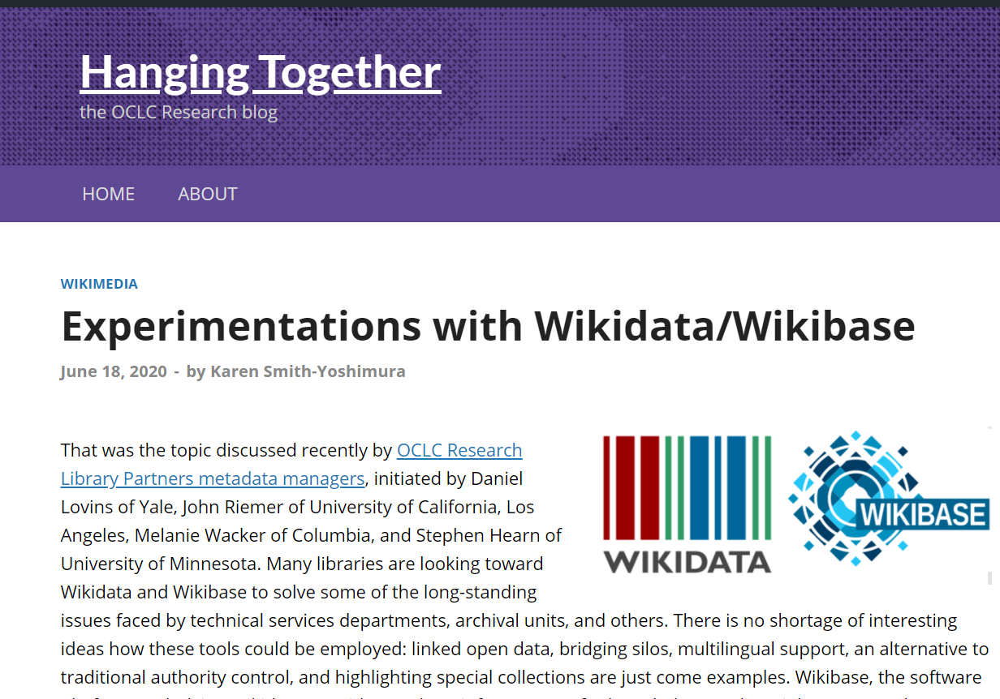 Hanging Together
the OCLC Research blog
HOME ABOUT
WIKIMEDIA
Experimentations with Wikidata/Wikibase
June 18, 2020 - by Karen Smith-Yoshimura
That was the topic discussed recently by OCLC Research
Library Partners metadata managers, initiated by Daniel
Lovins of Yale, John Riemer of University of California, Los
Angeles, Melanie Wacker of Columbia, and Stephen Hearn of
University of Minnesota. Many libraries are looking toward
Wikidata and Wikibase to solve some of the long-standing
WIKIDATA
WIKIBASE
issues faced by technical services departments, archival units, and others. There is no shortage of interesting
ideas how these tools could be employed: linked open data, bridging silos, multilingual support, an alternative to
traditional authority control, and highlighting special collections are just come examples. Wikibase, the software